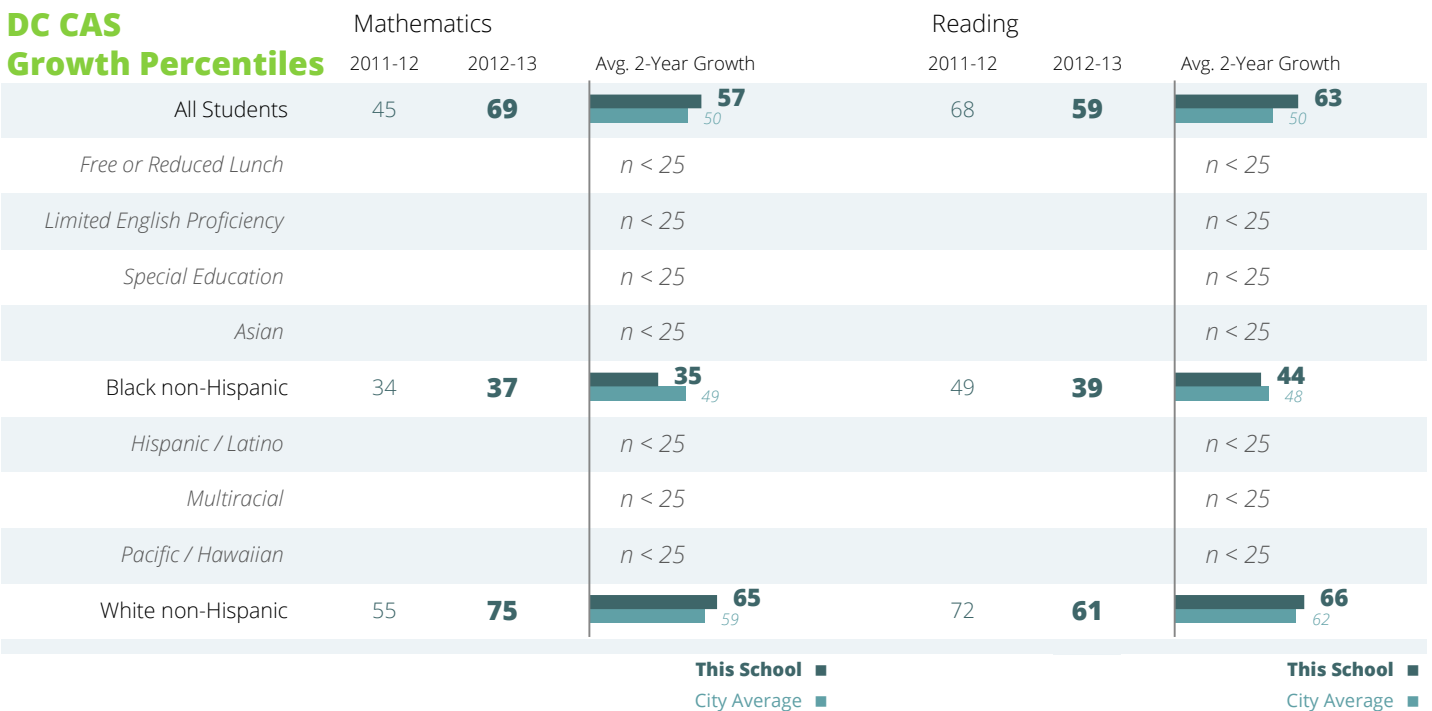 DC CAS
Growth Percentiles
Mathematics
Reading
2011-12 2012-13 Avg. 2-Year Growth 2011-12 2012-13 Avg. 2-Year Growth
All Students 45 69 57 50 68 59 63 50
Free or Reduced Lunch n < 25 n < 25
Limited English Proficiency n < 25 n < 25
Special Education n < 25 n < 25
Asian n < 25 n < 25
Black non-Hispanic 34 37 35 49 49 39 44 48
Hispanic / Latino n < 25 n < 25
Multiracial n < 25 n < 25
Pacific / Hawaiian n < 25 n < 25
White non-Hispanic 55 75 65 59 72 61 66 62
This School This School
City Average City Average